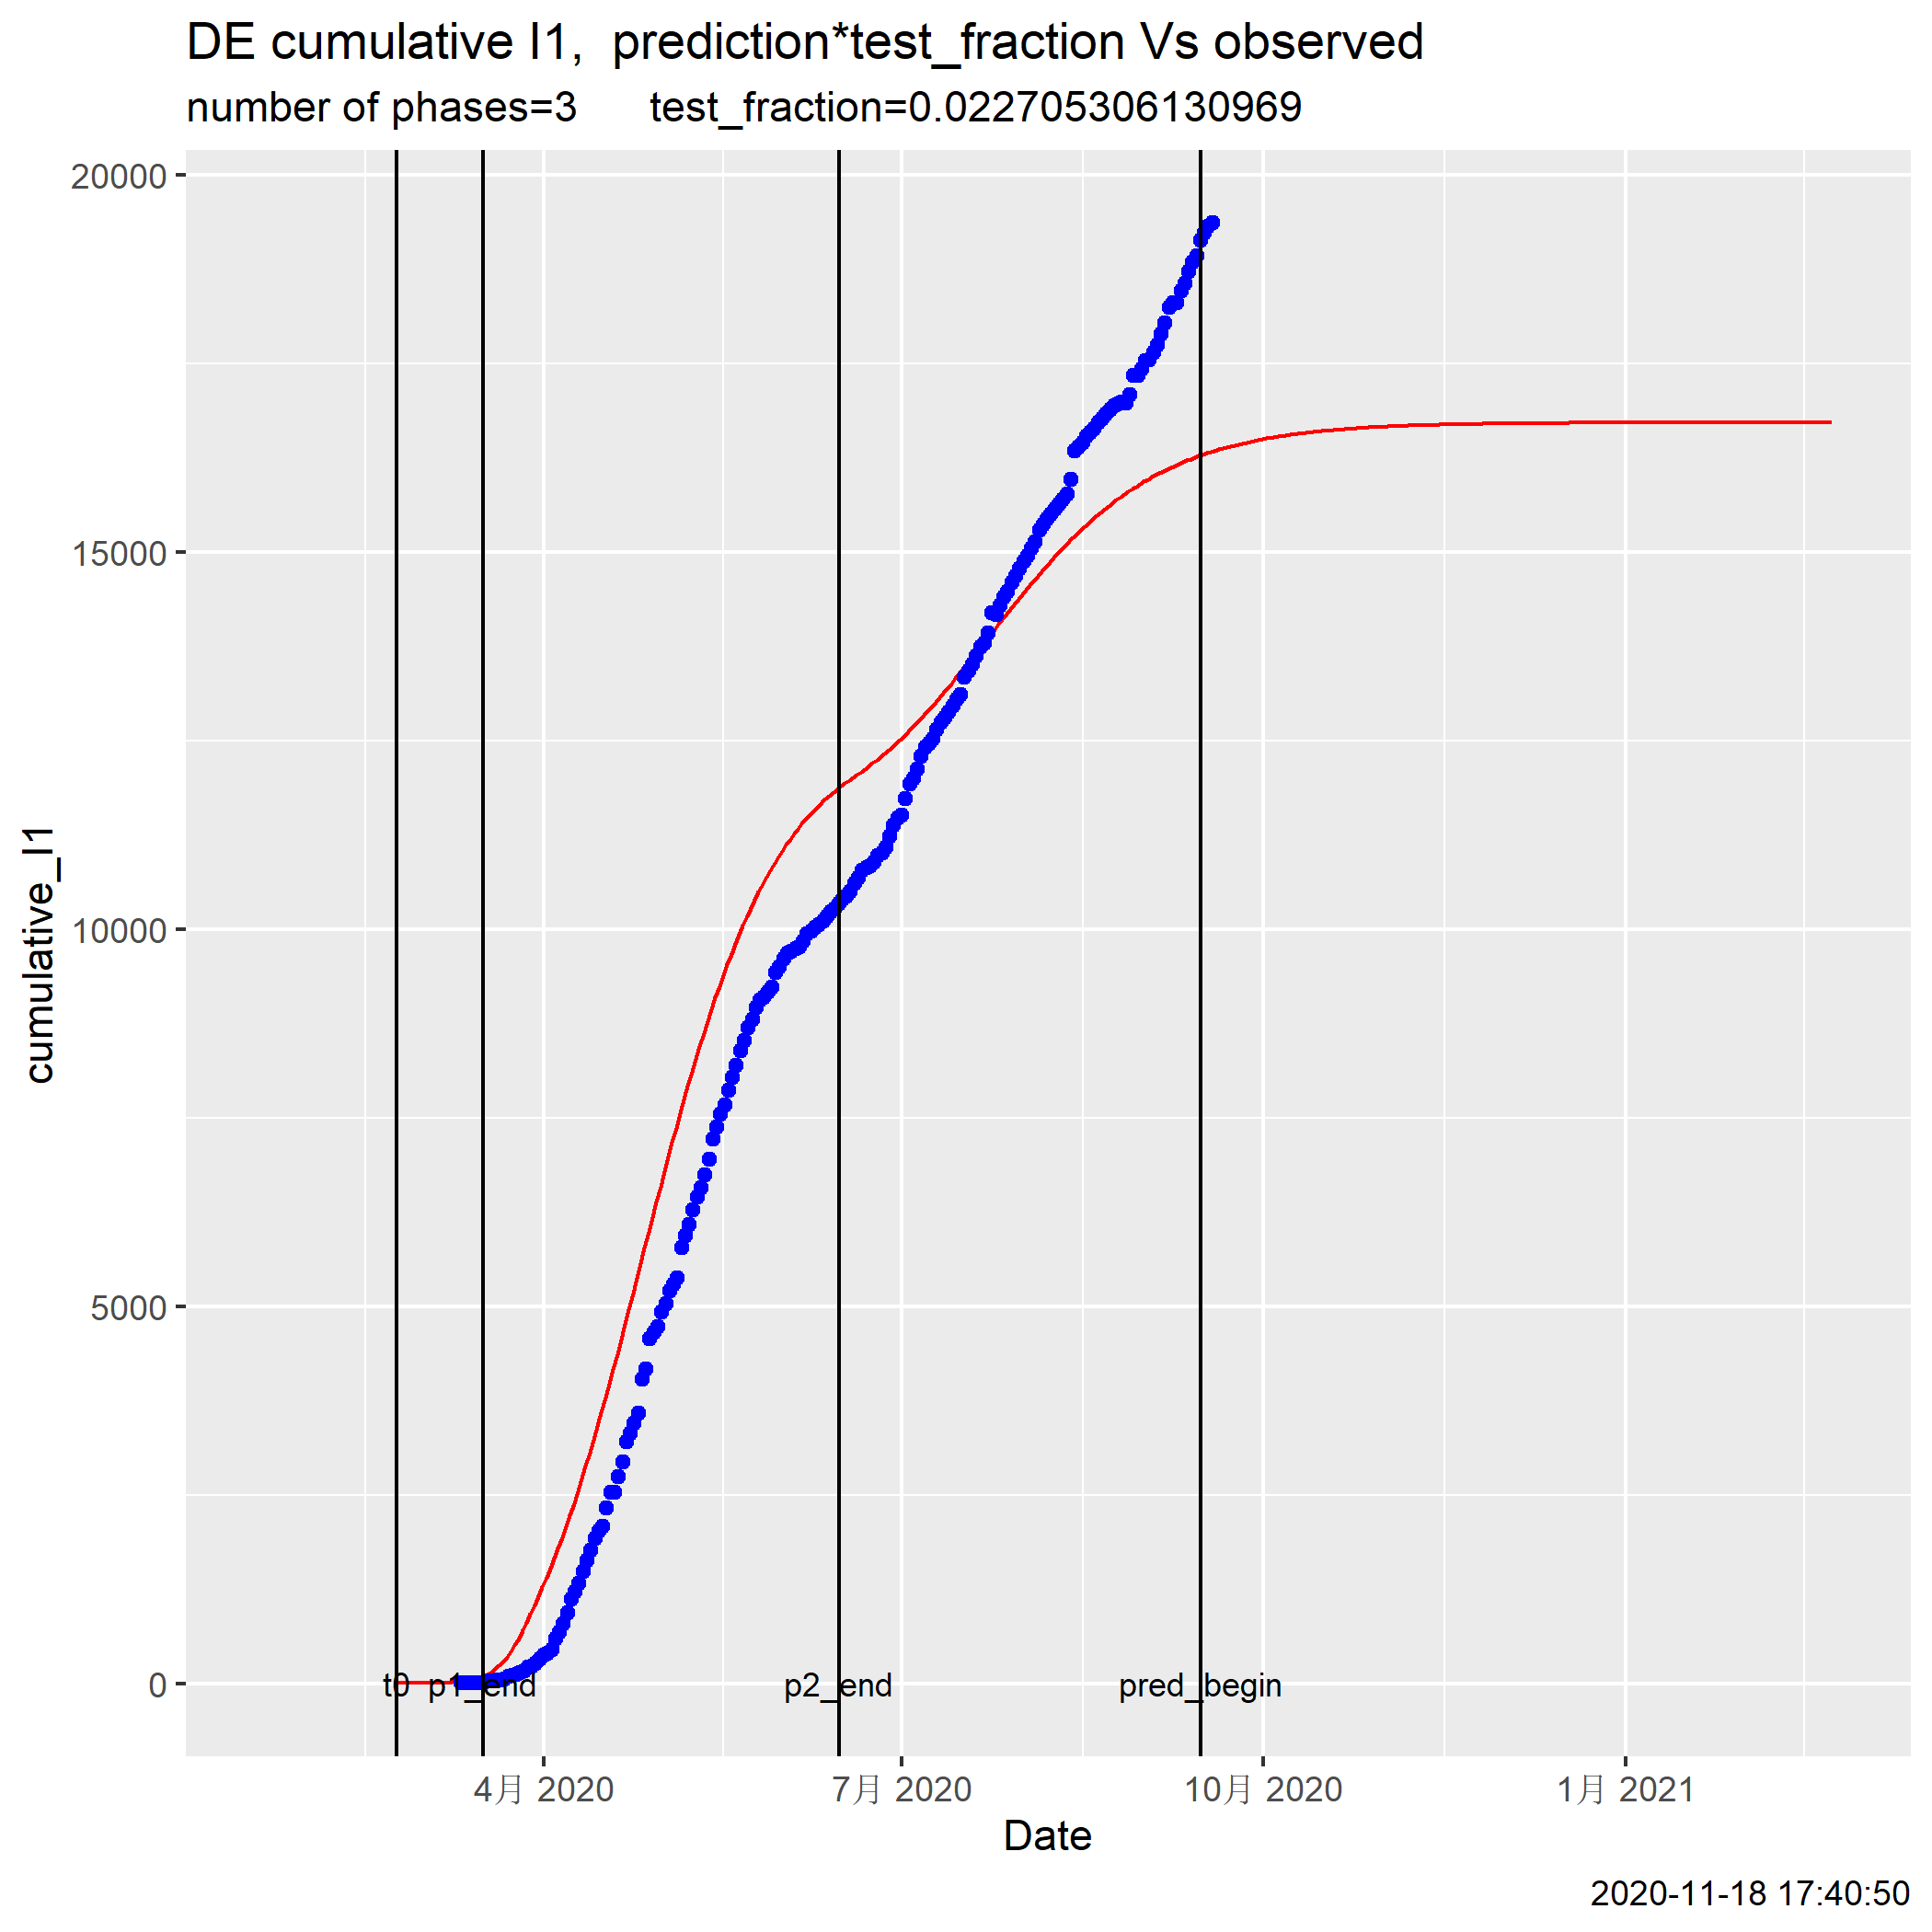 DE cumulative I1,  prediction*test_fraction Vs observed
number of phases=3      test_fraction=0.022705306130969
20000
15000
10000
5000
0
cumulative_I1
t0 p1_end p2_end pred_begin
4月 2020 7月 2020 10月 2020 1月 2021
Date
2020-11-18 17:40:50